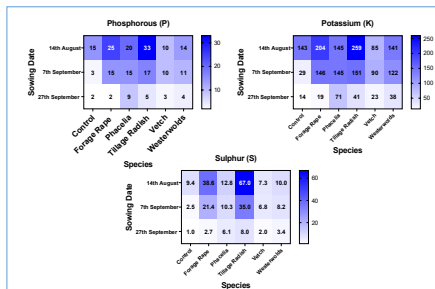 Phosphorous (P)
Sowing Date
14th August 15 25 20 33 10 14
7th September 3 15 15 17 10 11
27th September 2 2 9 5 3 4
Control Forage Rape Phacelia Tillage Radish Vetch Westerwolds
Species
30
20
10
Potassium (K)
Sowing Date
14th August 143 204 145 259 85 141
7th September 29 146 145 151 90 122
27th September 14 19 71 41 23 38
Control Forage Rape Phacelia Tillage Radish Vetch Westerwolds
Species
250
200
150
100
50
Sulphur (S)
Sowing Date
14th August 9.4 38.6 12.8 67.0 7.3 10.0
7th September 2.5 21.4 10.3 35.0 6.8 8.2
27th September 1.0 2.7 6.1 8.0 2.0 3.4
Control Forage Rape Phacelia Tillage Radish Vetch Westerwolds
Species
60
40
20